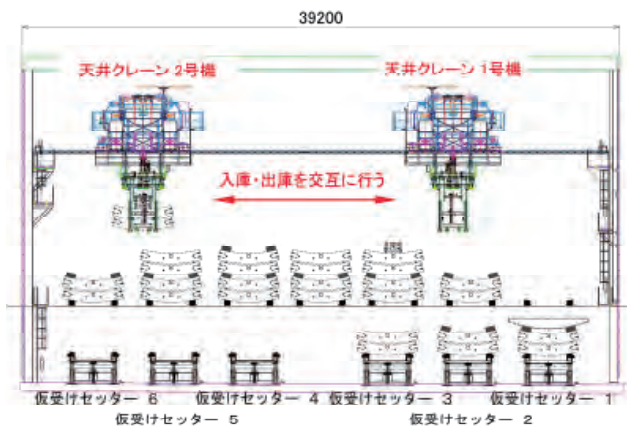 39200
天井クレーン 2号機
天井クレーン 1号機
入庫・出庫を交互に行う
仮受けセッター 6
仮受けセッター 4
仮受けセッター 3
仮受けセッター 1
仮受けセッター 5
仮受けセッター 2